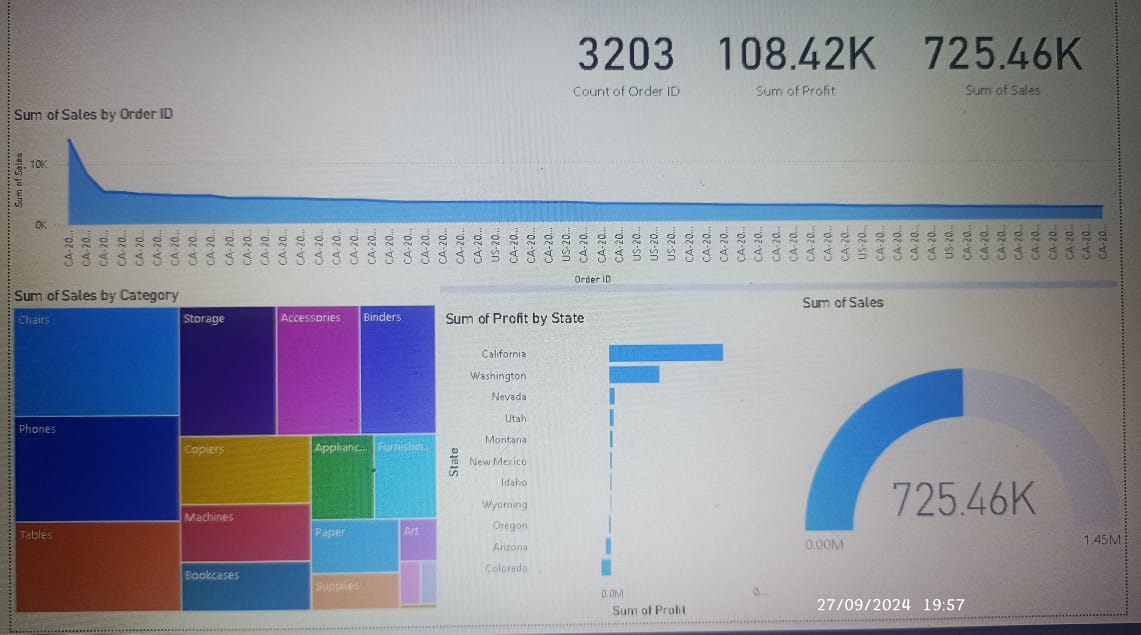 3203 108.42K 725.46K
Count of Order ID Sum of Profit Sum of Sales
Sum of Sales by Order ID
Sum of Sales
10K
0K
CA-20... CA-20... CA-20... CA-20... CA-20... CA-20... CA-20... CA-20... CA-20... CA-20... CA-20... CA-20... CA-20... CA-20... CA-20... CA-20... CA-20... CA-20... CA-20... CA-20... CA-20... CA-20... CA-20... CA-20... US-20... CA-20... CA-20... CA-20... US-20... CA-20... CA-20... CA-20... US-20... US-20... US-20... CA-20... CA-20... CA-20... CA-20... CA-20... CA-20... CA-20... CA-20... CA-20... CA-20... US-20... CA-20... CA-20... CA-20... CA-20... US-20... CA-20... CA-20... CA-20... CA-20... CA-20... CA-20... CA-20... CA-20...
Order ID
Sum of Sales by Category
Chairs
Storage
Accessories
Binders
Phones
Copiers
Applianc...
Furnishin...
Tables
Machines
Paper
Art
Bookcases
Supplies
Sum of Profit by State
State
California
Washington
Nevada
Utah
Montana
New Mexico
Idaho
Wyoming
Oregon
Arizona
Colorado
0.0M 0....
Sum of Profit
Sum of Sales
725.46K
0.00M 1.45M
27/09/2024 19:57